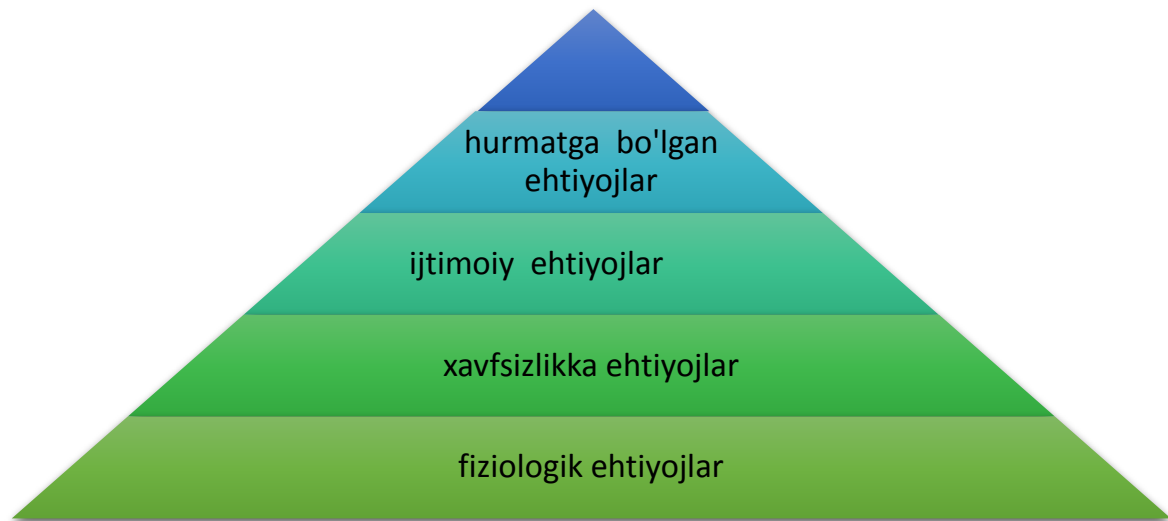 hurmatga bo'lgan
ehtiyojlar
ijtimoiy ehtiyojlar
xavfsizlikka ehtiyojlar
fiziologik ehtiyojlar